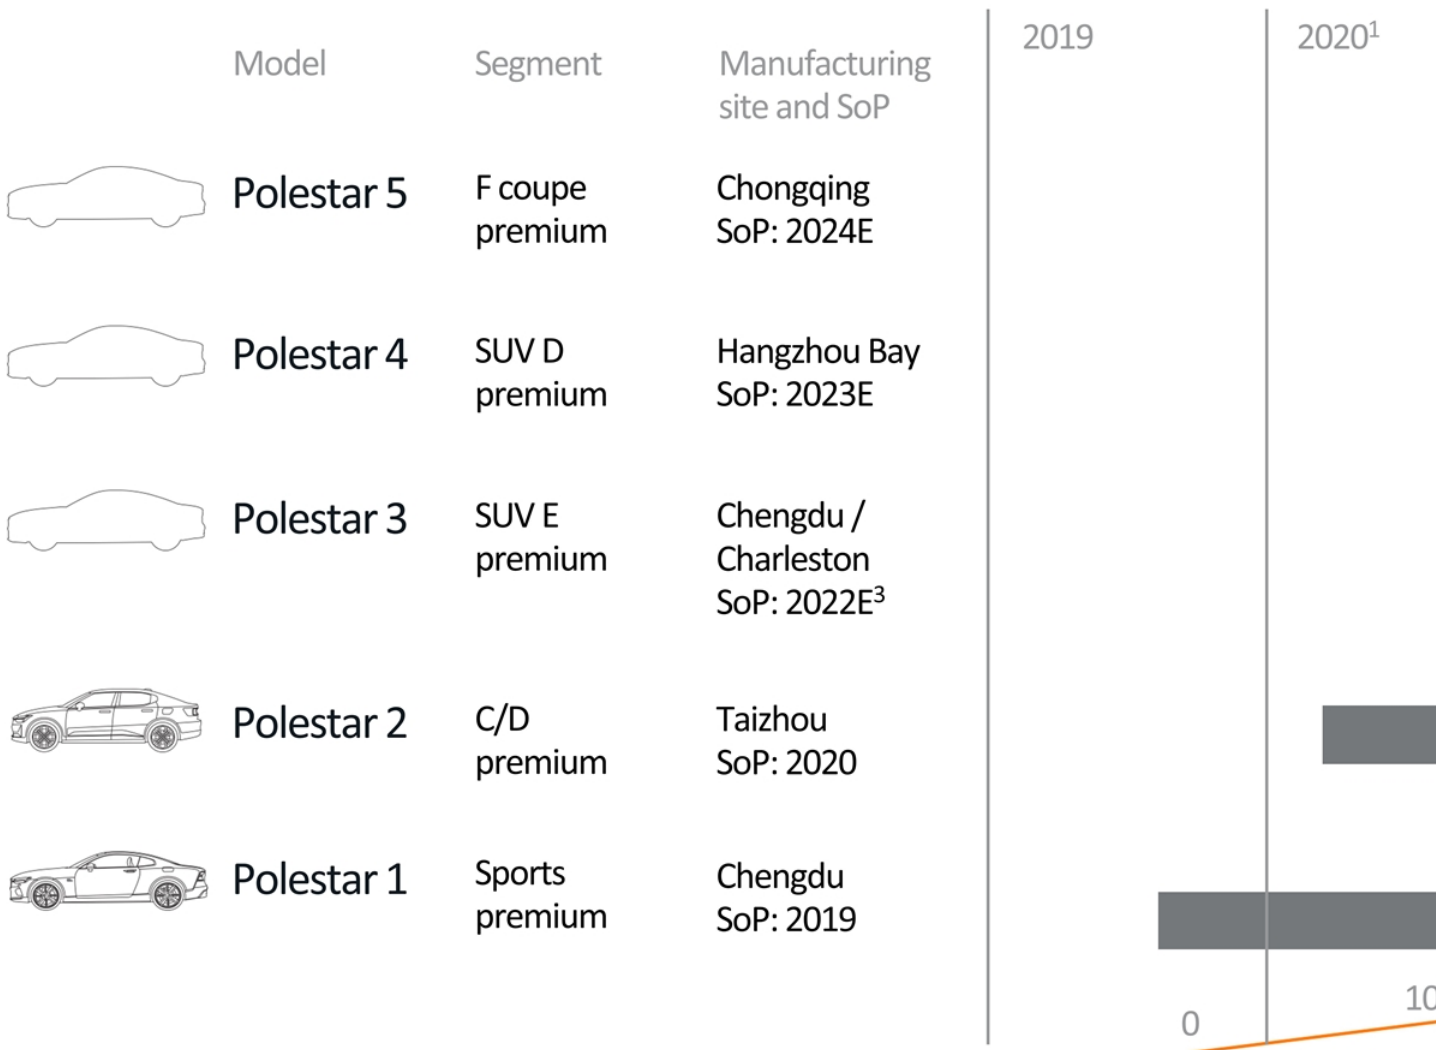 Model
Segment
Manufacturing
site and SoP
2019
2020¹
Polestar 5
F coupe
premium
Chongqing
SoP: 2024E
Polestar 4
SUV D
premium
Hangzhou Bay
SoP: 2023E
Polestar 3
SUV E
premium
Chengdu /
Charleston
SoP: 2022E³
Polestar 2
C/D
premium
Taizhou
SoP: 2020
Polestar 1
Sports
premium
Chengdu
SoP: 2019
0
10